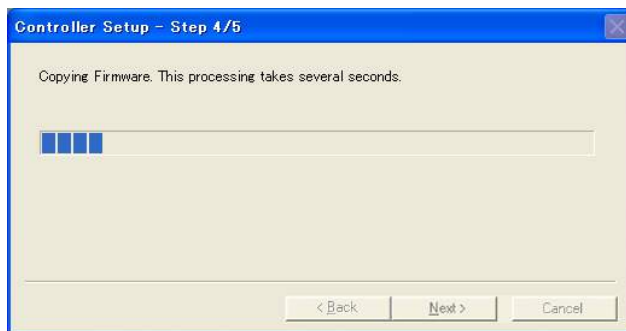 Controller Setup - Step 4/5
Copying Firmware. This processing takes several seconds.
< Back
Next >
Cancel